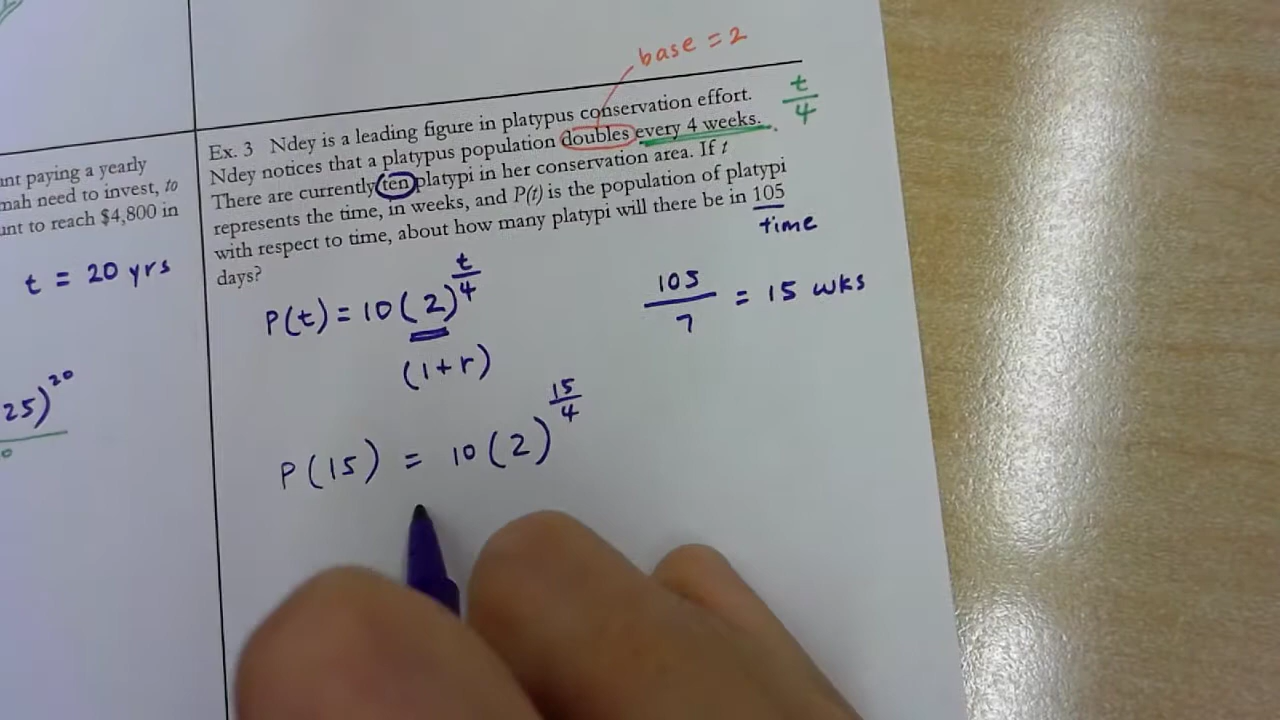 base = 2
Ex. 3 Ndey is a leading figure in platypus conservation effort.
Ndey notices that a platypus population doubles every 4 weeks.
t/4
There are currently ten platypi in her conservation area. If t
represents the time, in weeks, and P(t) is the population of platypi
with respect to time, about how many platypi will there be in 105
days?
time
P(t) = 10(2)^(t/4)
(1+r)
105/7 = 15 wks
P(15) = 10(2)^(15/4)
nt paying a yearly
mah need to invest, to
unt to reach $4,800 in
t = 20 yrs
25)^20